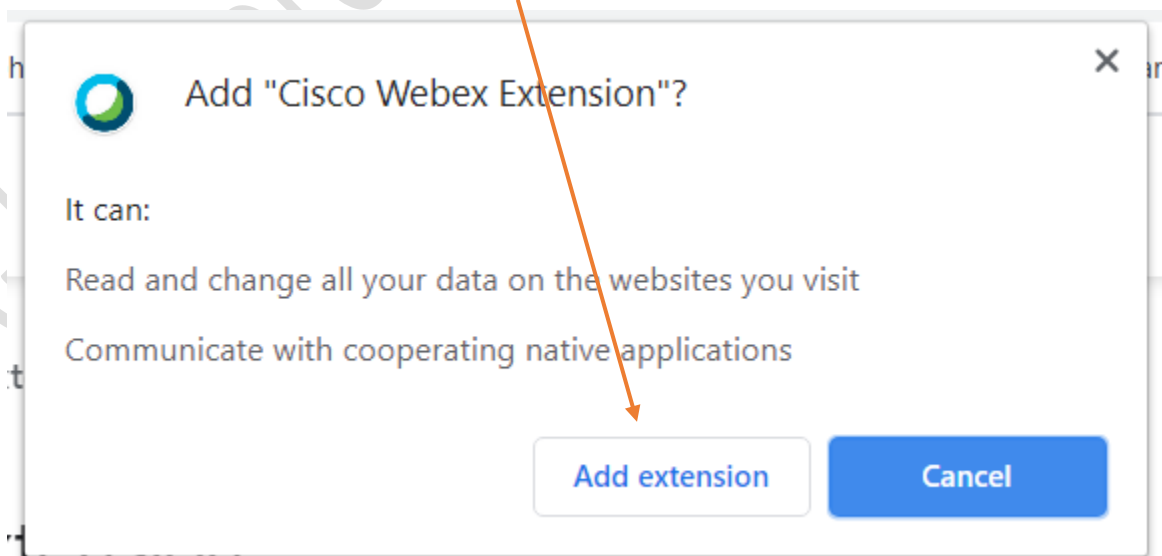 Add "Cisco Webex Extension"?
It can:
Read and change all your data on the websites you visit
Communicate with cooperating native applications
Add extension
Cancel